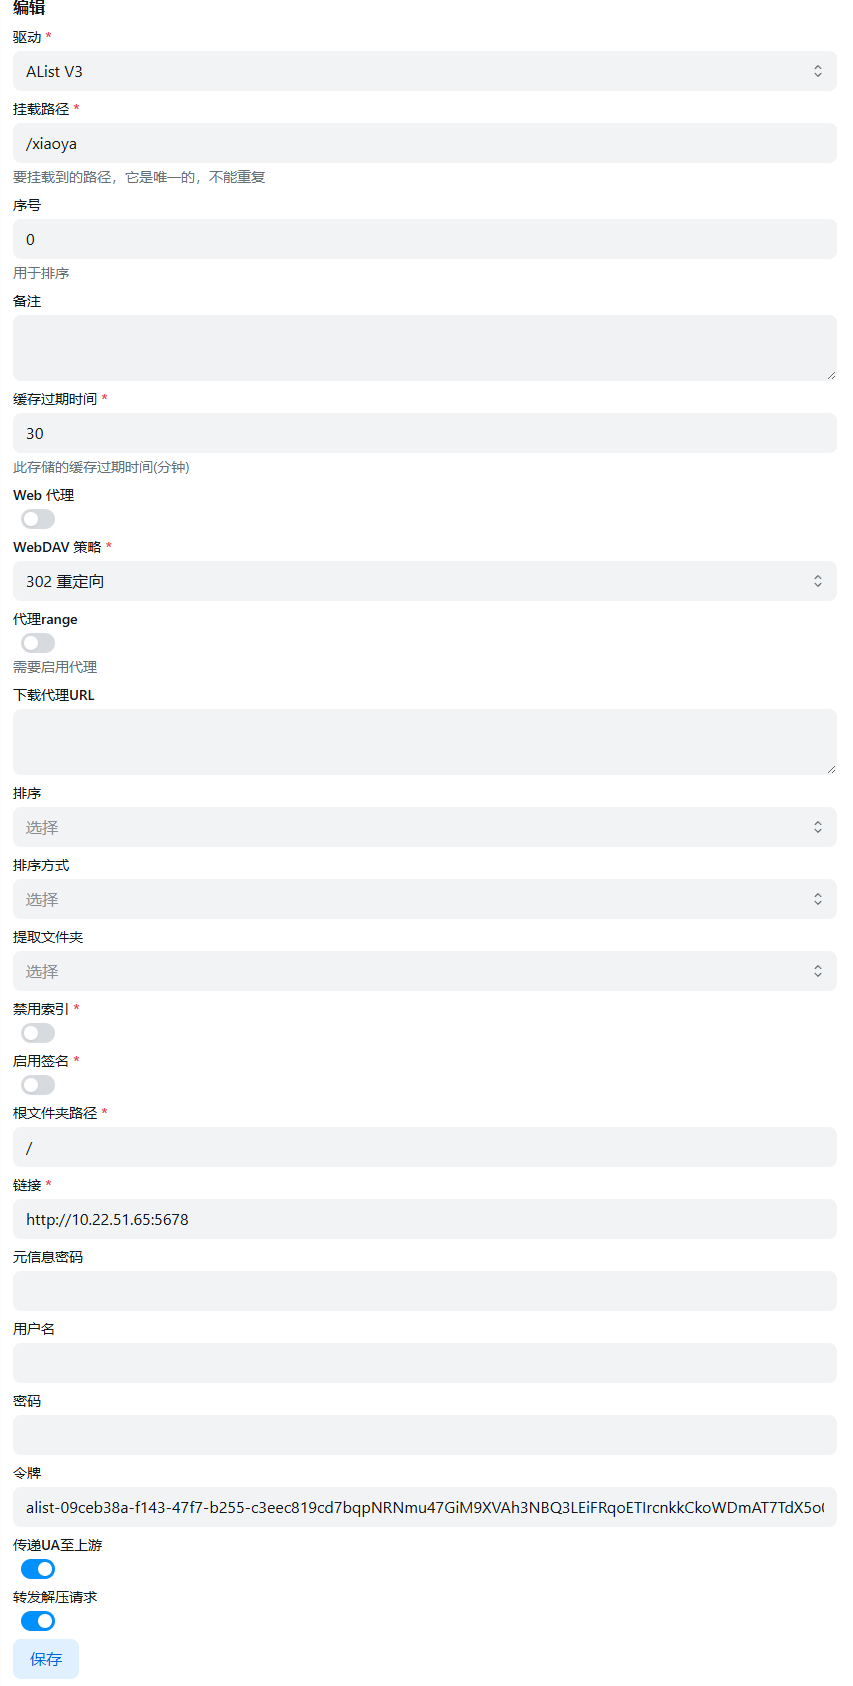 编辑
驱动 *
AList V3
挂载路径 *
/xiaoya
要挂载到的路径，它是唯一的，不能重复
序号
0
用于排序
备注
缓存过期时间 *
30
此存储的缓存过期时间(分钟)
Web 代理
WebDAV 策略 *
302 重定向
代理range
需要启用代理
下载代理URL
排序
选择
排序方式
选择
提取文件夹
选择
禁用索引 *
启用签名 *
根文件夹路径 *
/
链接 *
http://10.22.51.65:5678
元信息密码
用户名
密码
令牌
alist-09ceb38a-f143-47f7-b255-c3eec819cd7bqpNRNmu47GiM9XVAh3NBQ3LEiFRqoETIrcnkkCkoWDmAT7TdX5o
传递UA至上游
转发解压请求
保存